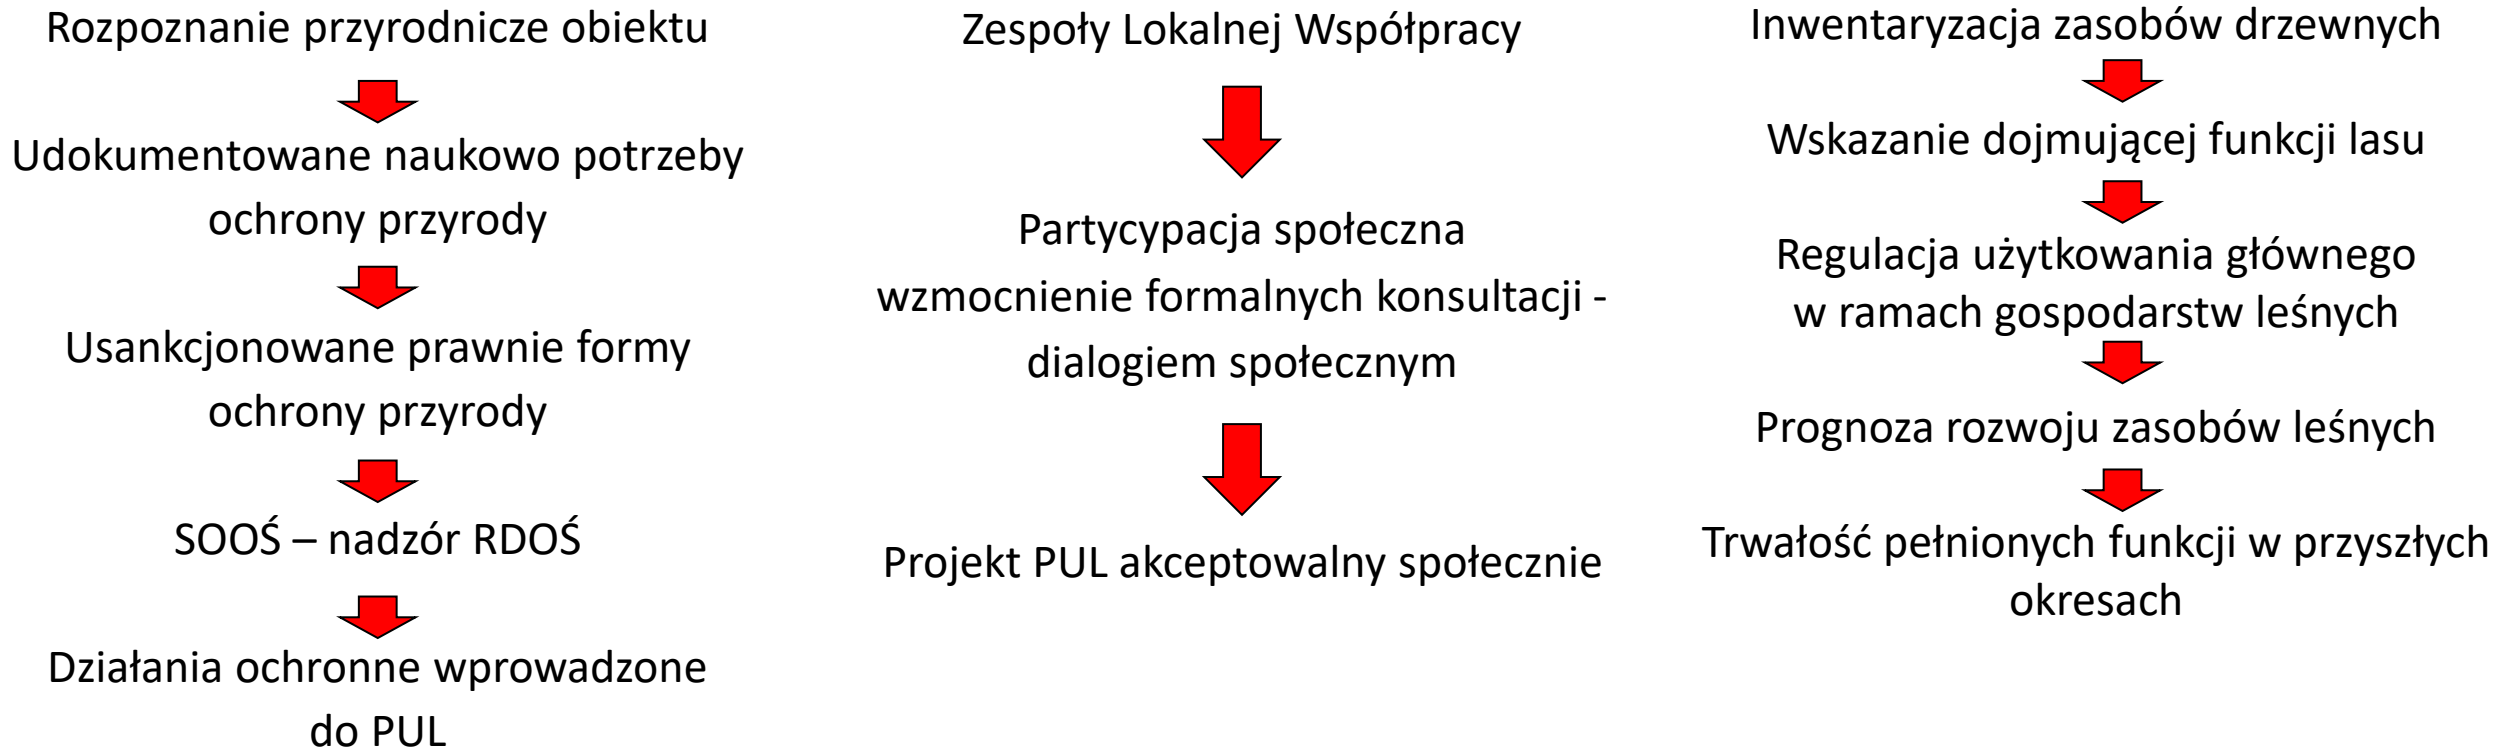 Rozpoznanie przyrodnicze obiektu
Udokumentowane naukowo potrzeby
ochrony przyrody
Usankcjonowane prawnie formy
ochrony przyrody
SOOŚ – nadzór RDOŚ
Działania ochronne wprowadzone
do PUL
Zespoły Lokalnej Współpracy
Partycypacja społeczna
wzmocnienie formalnych konsultacji -
dialogiem społecznym
Projekt PUL akceptowalny społecznie
Inwentaryzacja zasobów drzewnych
Wskazanie dojmującej funkcji lasu
Regulacja użytkowania głównego
w ramach gospodarstw leśnych
Prognoza rozwoju zasobów leśnych
Trwałość pełnionych funkcji w przyszłych
okresach